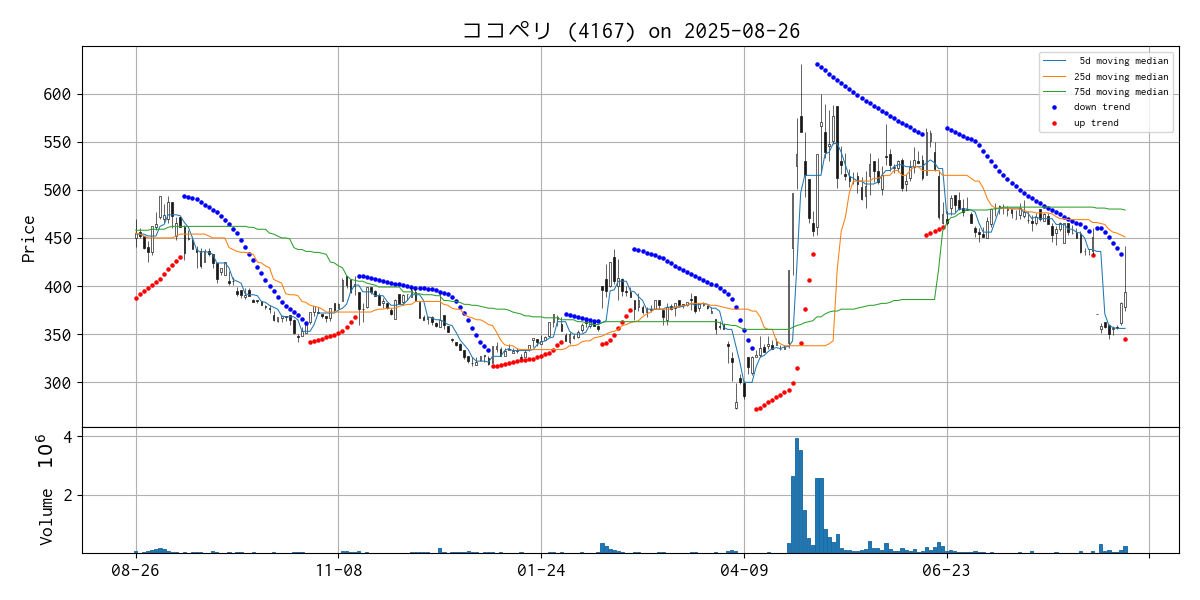 ココペリ (4167) on 2025-08-26
5d moving median
25d moving median
75d moving median
down trend
up trend
Price
600
550
500
450
400
350
300
Volume 10^6
4
2
08-26
11-08
01-24
04-09
06-23